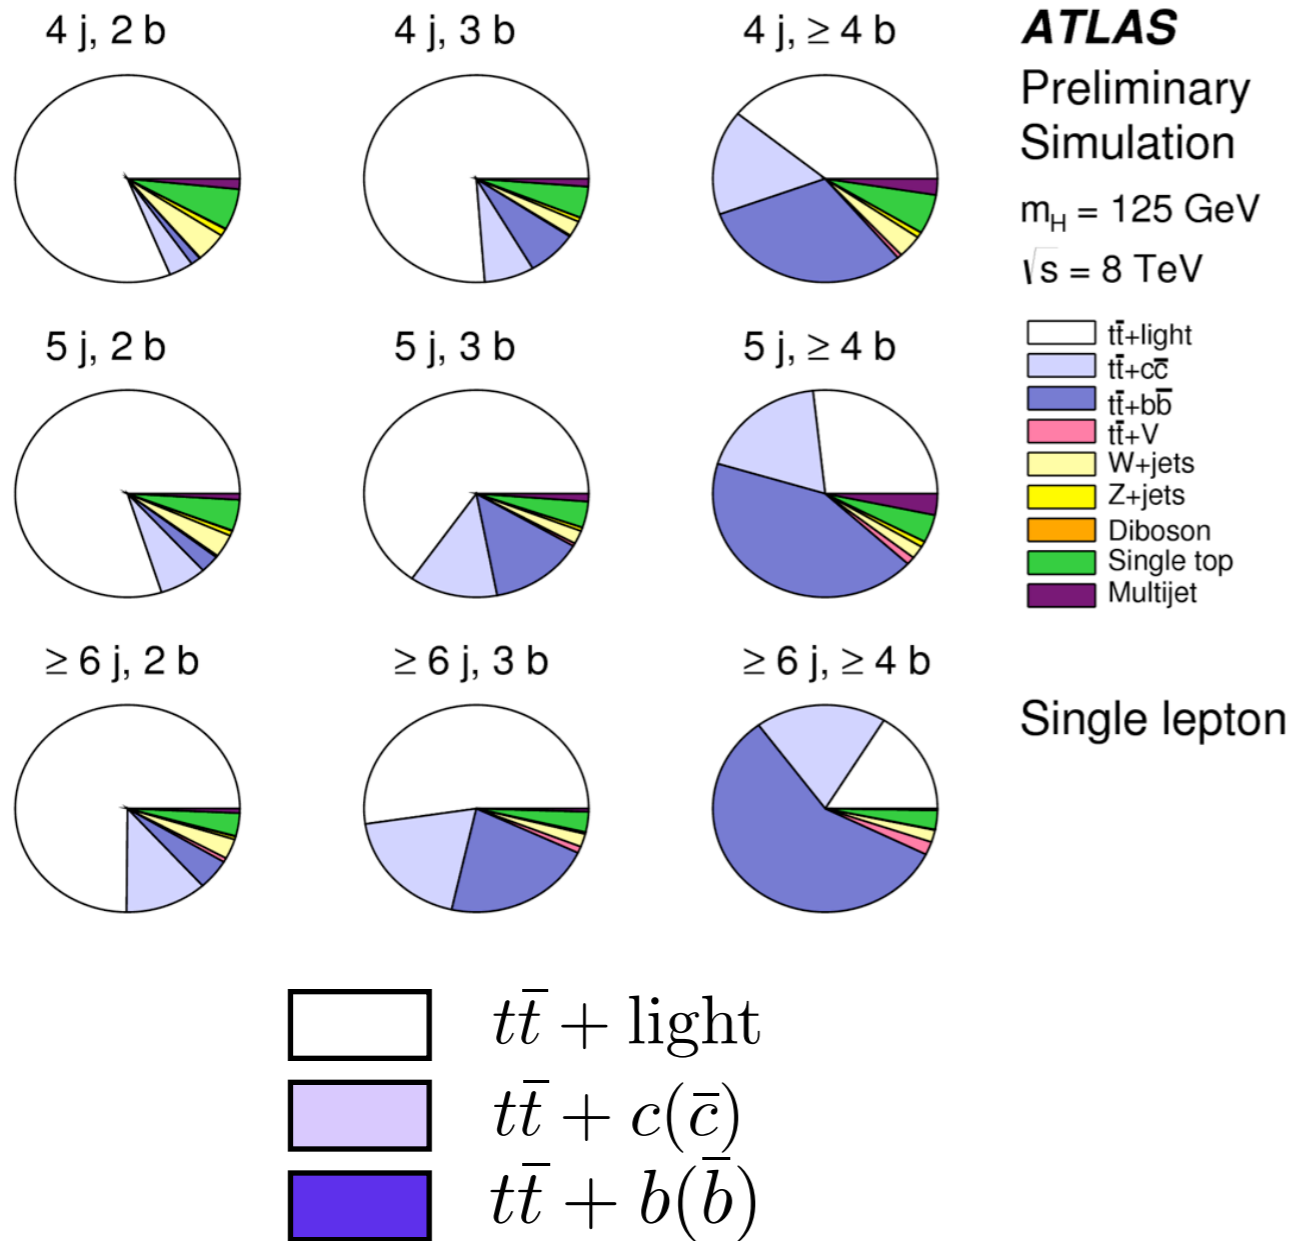 4 j, 2 b
4 j, 3 b
4 j, ≥ 4 b
ATLAS
Preliminary
Simulation
m_H = 125 GeV
√s = 8 TeV
5 j, 2 b
5 j, 3 b
5 j, ≥ 4 b
tt̄+light
tt̄+cc̄
tt̄+bb̄
tt̄+V
W+jets
Z+jets
Diboson
Single top
Multijet
≥ 6 j, 2 b
≥ 6 j, 3 b
≥ 6 j, ≥ 4 b
Single lepton
tt̄ + light
tt̄ + c(c̄)
tt̄ + b(b̄)